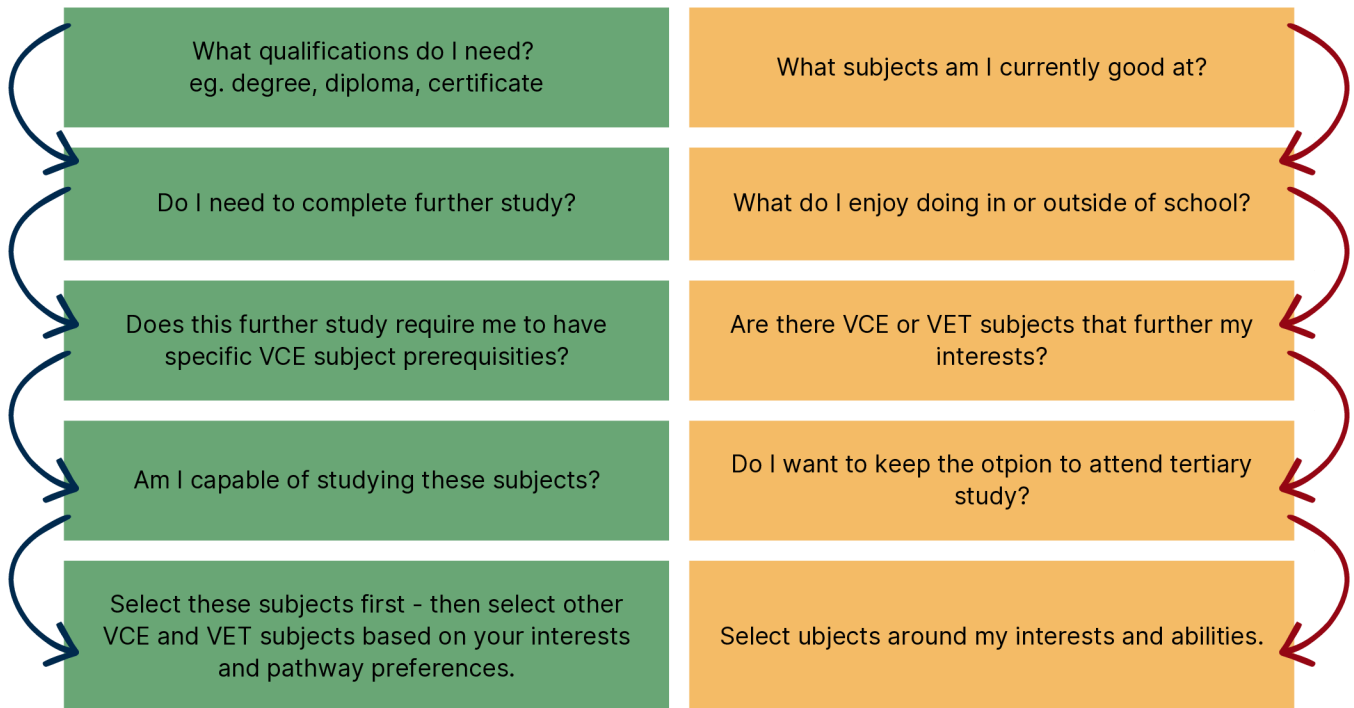 What qualifications do I need?
eg. degree, diploma, certificate
Do I need to complete further study?
Does this further study require me to have
specific VCE subject prerequisities?
Am I capable of studying these subjects?
Select these subjects first - then select other
VCE and VET subjects based on your interests
and pathway preferences.
What subjects am I currently good at?
What do I enjoy doing in or outside of school?
Are there VCE or VET subjects that further my
interests?
Do I want to keep the otpion to attend tertiary
study?
Select ubjects around my interests and abilities.